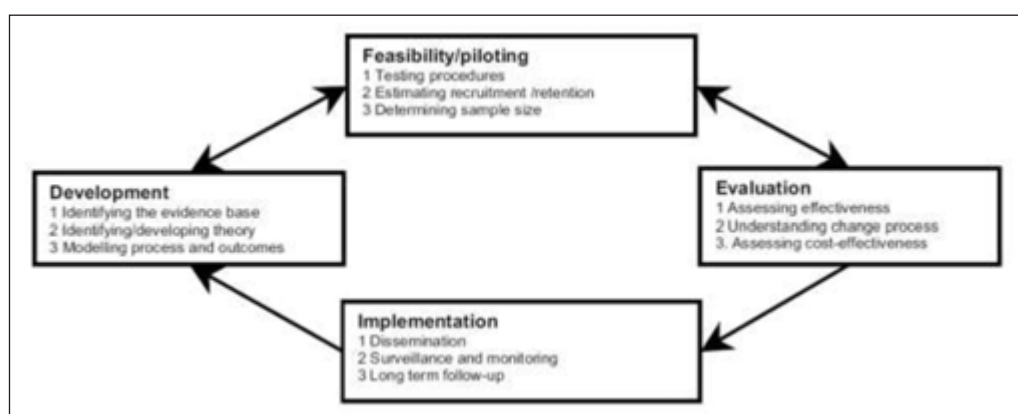 Feasibility/piloting
1 Testing procedures
2 Estimating recruitment /retention
3 Determining sample size
Development
1 Identifying the evidence base
2 Identifying/developing theory
3 Modelling process and outcomes
Evaluation
1 Assessing effectiveness
2 Understanding change process
3. Assessing cost-effectiveness
Implementation
1 Dissemination
2 Surveillance and monitoring
3 Long term follow-up